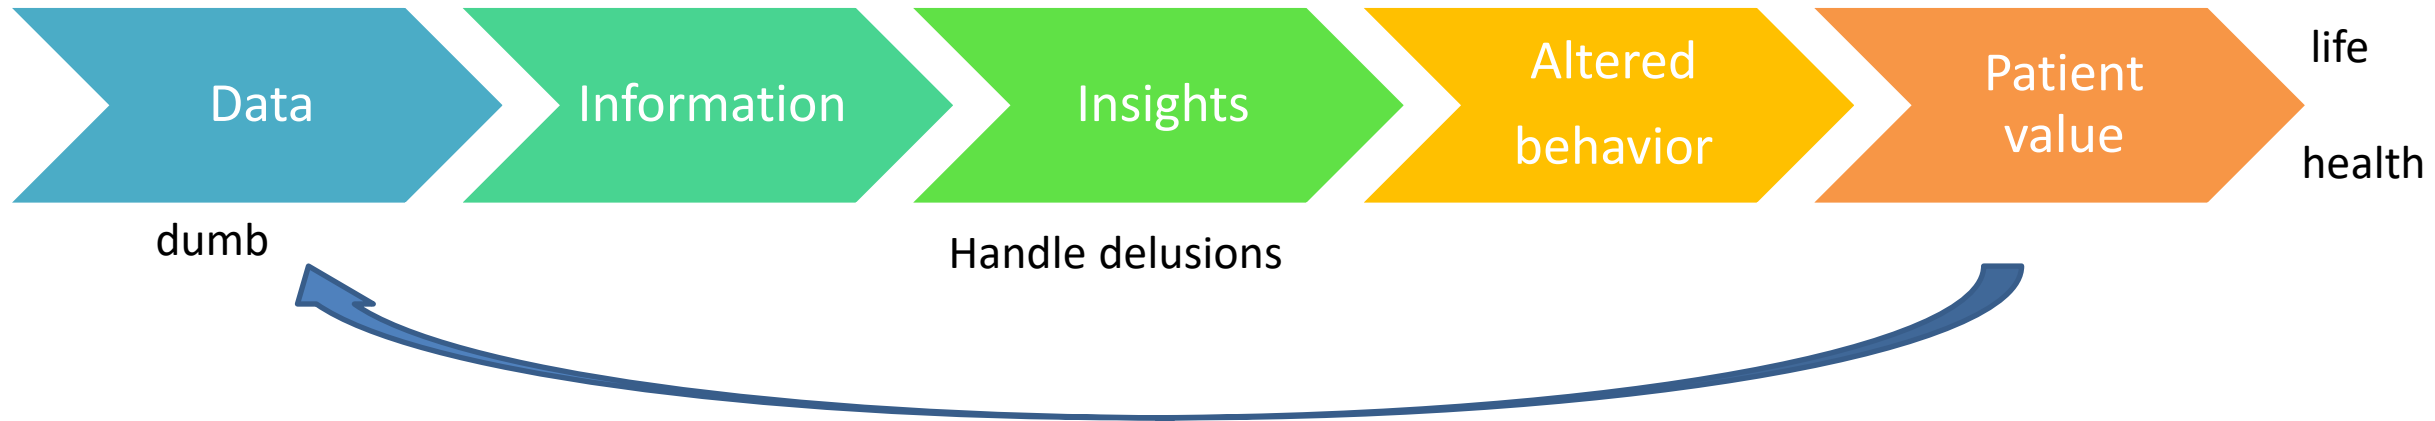 Data
Information
Insights
Altered
behavior
Patient
value
life
health
dumb
Handle delusions